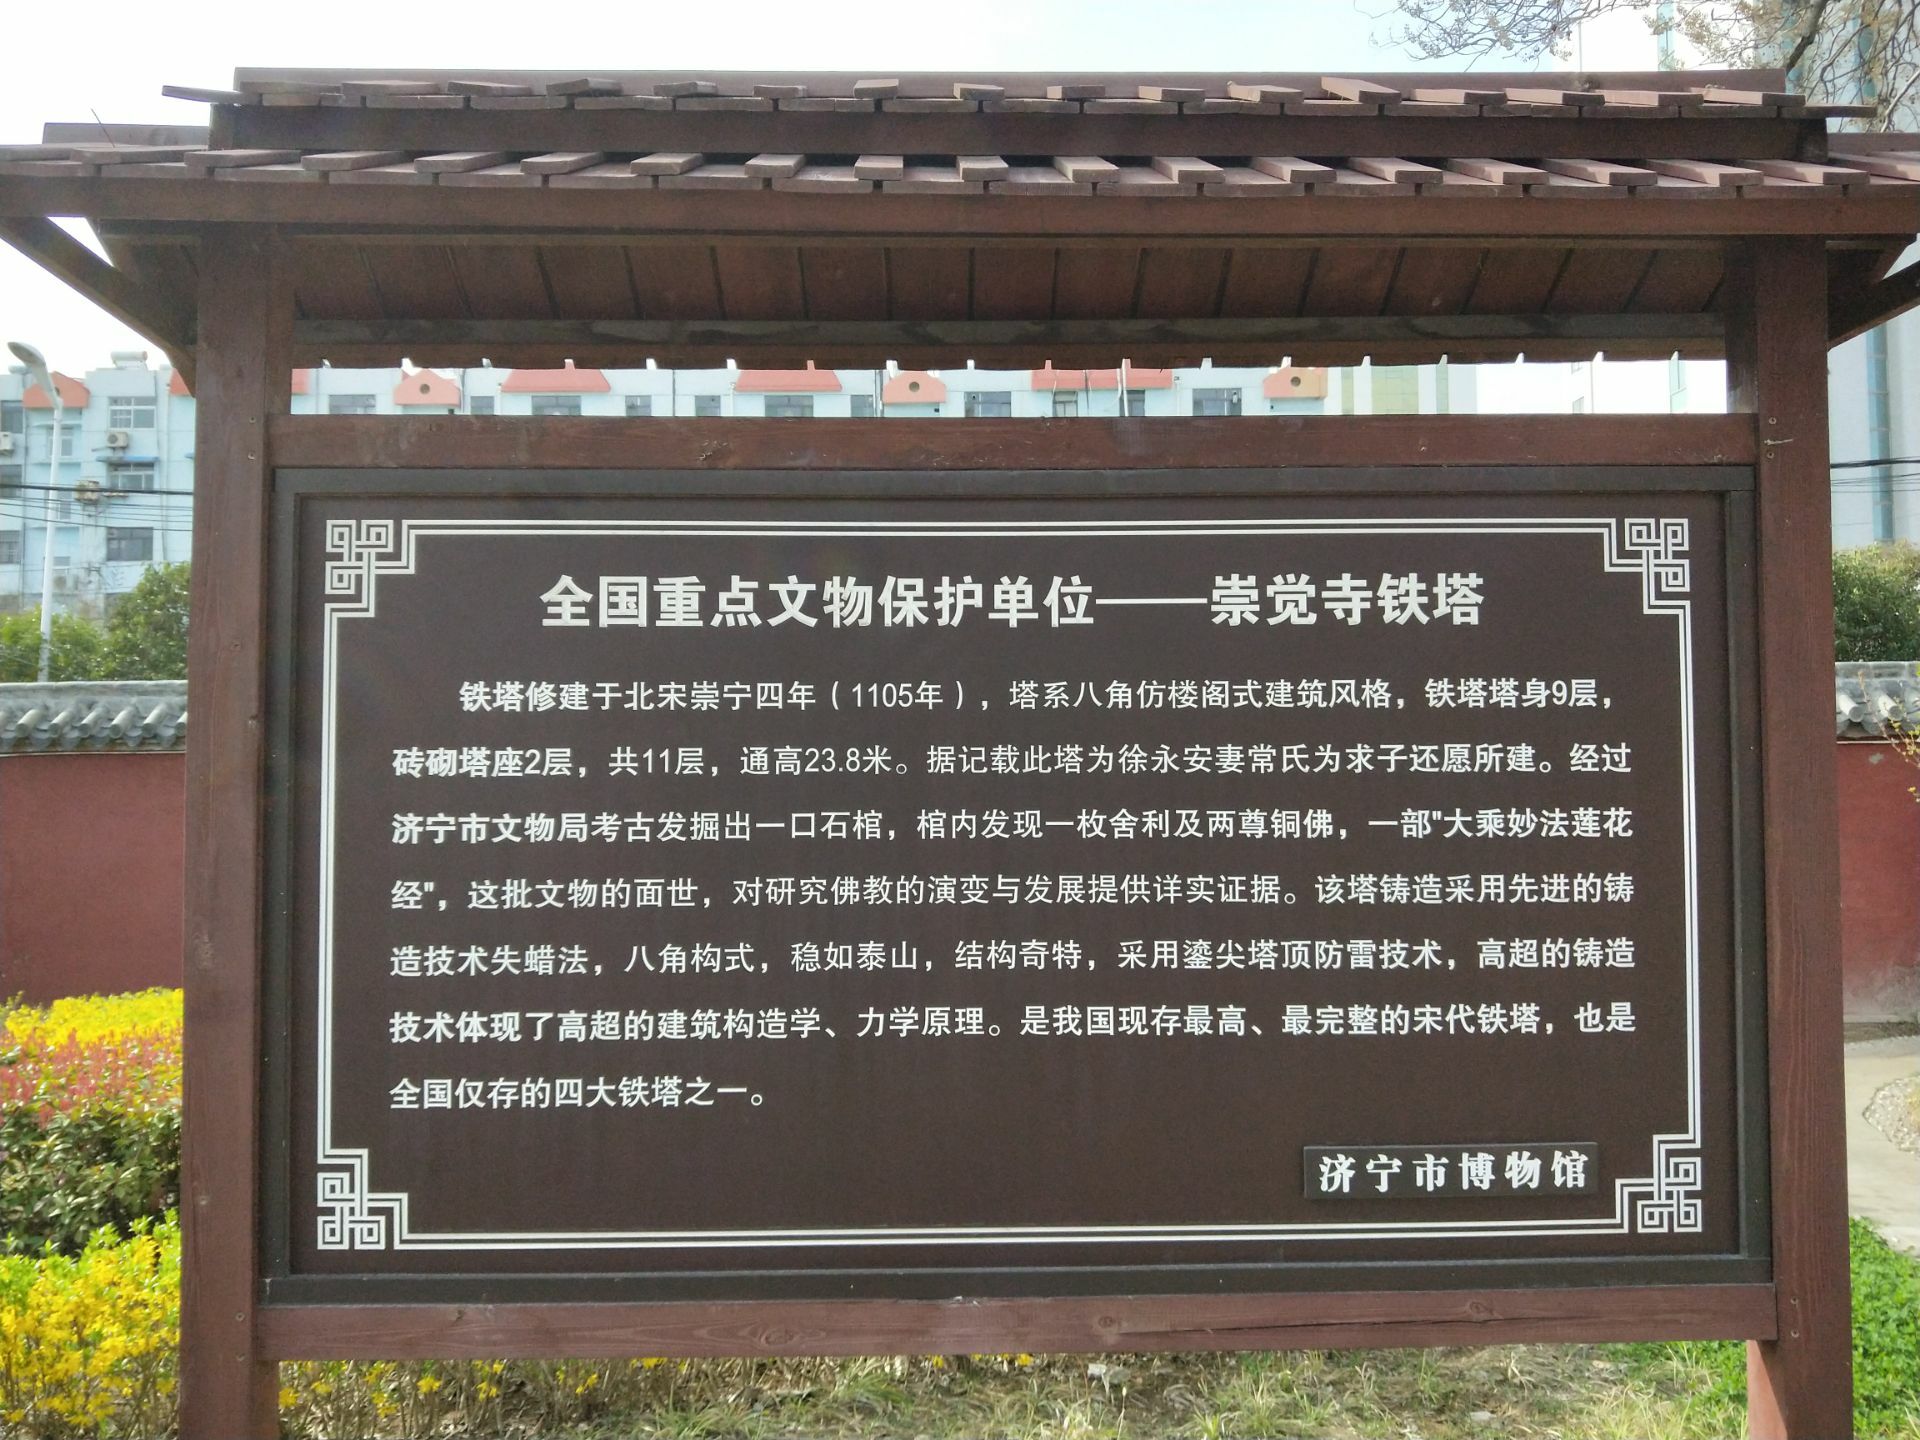 全国重点文物保护单位——崇觉寺铁塔
铁塔修建于北宋崇宁四年（1105年），塔系八角仿楼阁式建筑风格，铁塔塔身9层，
砖砌塔座2层，共11层，通高23.8米。据记载此塔为徐永安妻常氏为求子还愿所建。经过
济宁市文物局考古发掘出一口石棺，棺内发现一枚舍利及两尊铜佛，一部"大乘妙法莲花
经"，这批文物的面世，对研究佛教的演变与发展提供详实证据。该塔铸造采用先进的铸
造技术失蜡法，八角构式，稳如泰山，结构奇特，采用鎏尖塔顶防雷技术，高超的铸造
技术体现了高超的建筑构造学、力学原理。是我国现存最高、最完整的宋代铁塔，也是
全国仅存的四大铁塔之一。
济宁市博物馆